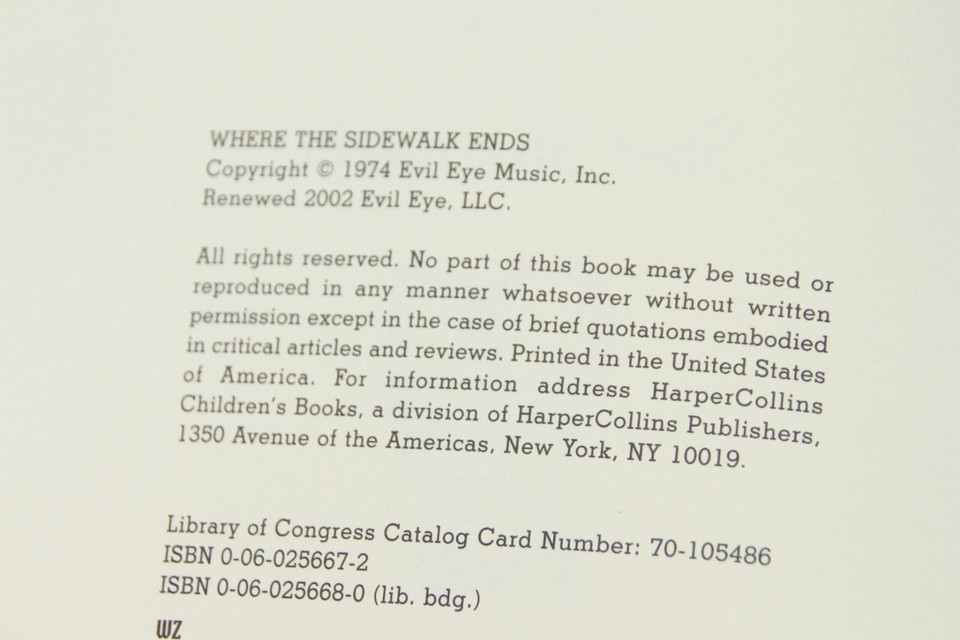 WHERE THE SIDEWALK ENDS
Copyright © 1974 Evil Eye Music, Inc.
Renewed 2002 Evil Eye, LLC.
All rights reserved. No part of this book may be used or
reproduced in any manner whatsoever without written
permission except in the case of brief quotations embodied
in critical articles and reviews. Printed in the United States
of America. For information address HarperCollins
Children's Books, a division of HarperCollins Publishers,
1350 Avenue of the Americas, New York, NY 10019.
Library of Congress Catalog Card Number: 70-105486
ISBN 0-06-025667-2
ISBN 0-06-025668-0 (lib. bdg.)
WZ